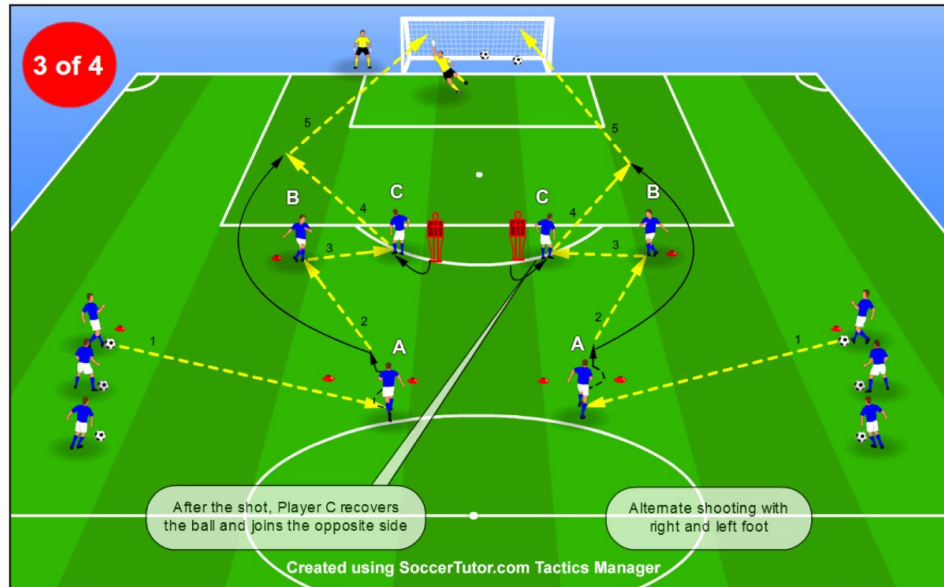 3 of 4
5
5
B
C
C
B
4
4
3
3
1
2
2
1
A
A
After the shot, Player C recovers
the ball and joins the opposite side
Alternate shooting with
right and left foot
Created using SoccerTutor.com Tactics Manager